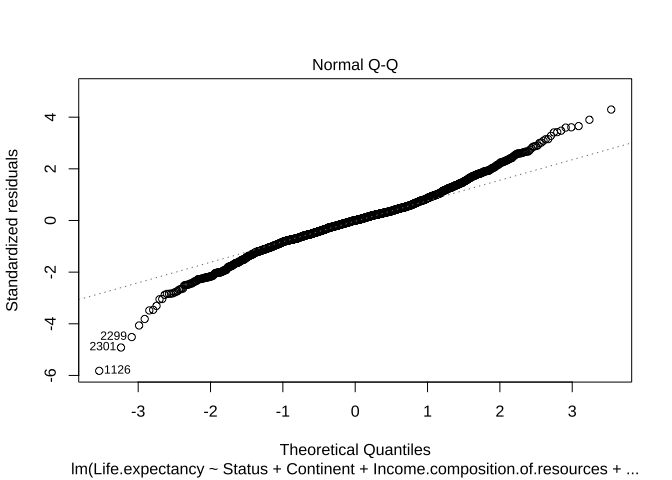 Normal Q-Q
Standardized residuals
4
2
0
-2
-4
-6
2299
2301
1126
-3 -2 -1 0 1 2 3
Theoretical Quantiles
lm(Life.expectancy ~ Status + Continent + Income.composition.of.resources + ...